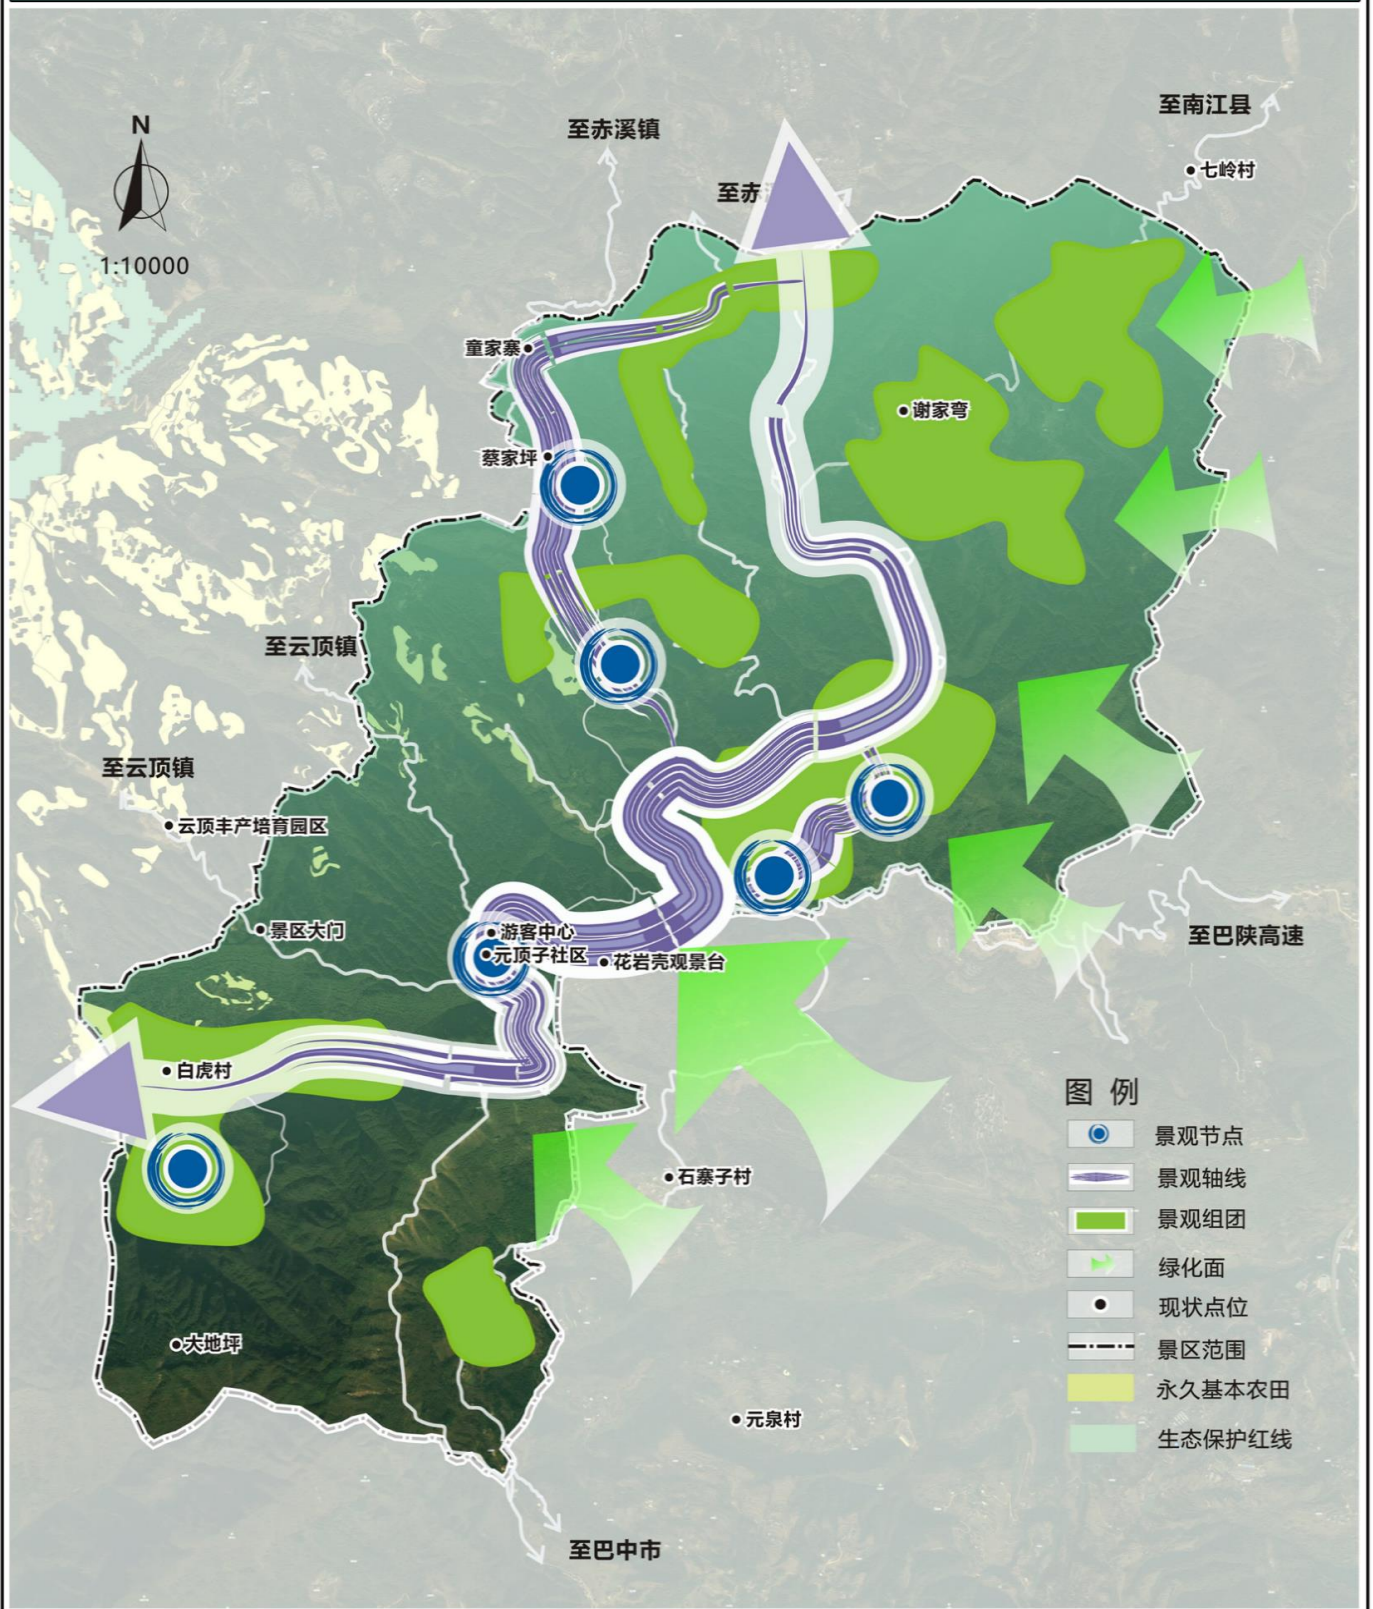 至南江县
N
至赤溪镇
七岭村
至赤
1:10000
童家寨
谢家弯
蔡家坪
至云顶镇
至云顶镇
云顶丰产培育园区
景区大门
游客中心
元顶子社区
花岩壳观景台
至巴陕高速
白虎村
石寨子村
大地坪
元泉村
至巴中市
图 例
景观节点
景观轴线
景观组团
绿化面
现状点位
景区范围
永久基本农田
生态保护红线